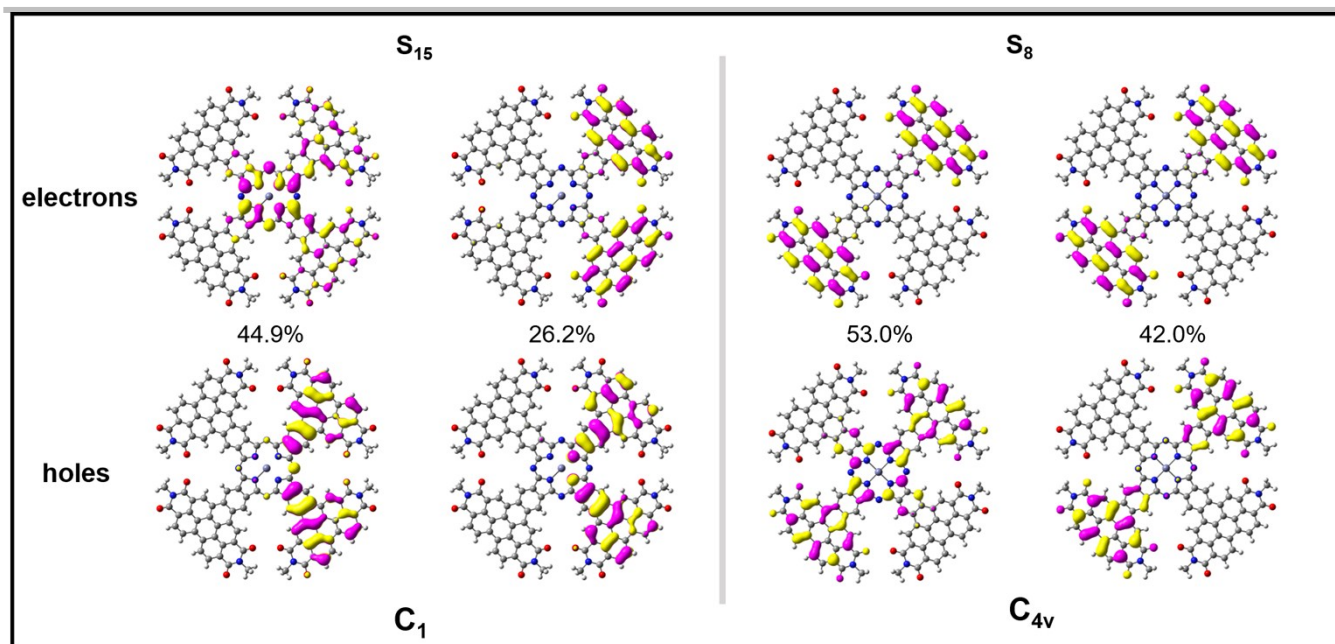 S₁₅ S₈
electrons
44.9% 26.2% 53.0% 42.0%
holes
C₁ C₄ᵥ